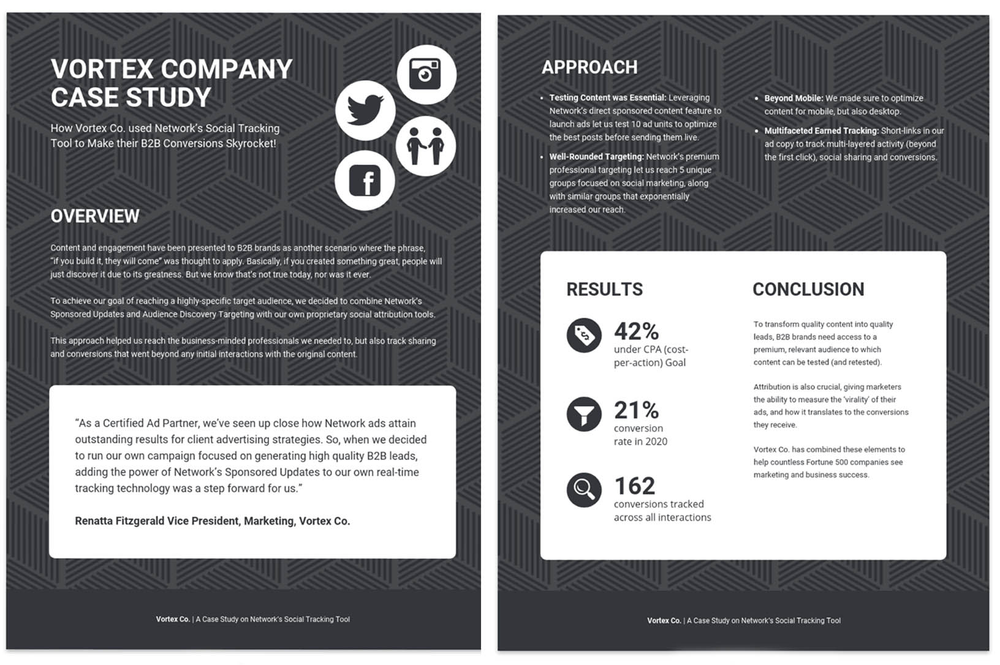 VORTEX COMPANY
CASE STUDY
How Vortex Co. used Network's Social Tracking
Tool to Make their B2B Conversions Skyrocket!
OVERVIEW
Content and engagement have been presented to B2B brands as another scenario where the phrase,
“if you build it, they will come” was thought to apply. Basically, if you created something great, people will
just discover it due to its greatness. But we know that's not true today, nor was it ever.
To achieve our goal of reaching a highly-specific target audience, we decided to combine Network's
Sponsored Updates and Audience Discovery Targeting with our own proprietary social attribution tools.
This approach helped us reach the business-minded professionals we needed to, but also track sharing
and conversions that went beyond any initial interactions with the original content.
“As a Certified Ad Partner, we've seen up close how Network ads attain
outstanding results for client advertising strategies. So, when we decided
to run our own campaign focused on generating high quality B2B leads,
adding the power of Network's Sponsored Updates to our own real-time
tracking technology was a step forward for us.”
Renatta Fitzgerald Vice President, Marketing, Vortex Co.
Vortex Co. | A Case Study on Network's Social Tracking Tool
APPROACH
• Testing Content was Essential: Leveraging
Network's direct sponsored content feature to
launch ads let us test 10 ad units to optimize
the best posts before sending them live.
• Well-Rounded Targeting: Network's premium
professional targeting let us reach 5 unique
groups focused on social marketing, along
with similar groups that exponentially
increased our reach.
• Beyond Mobile: We made sure to optimize
content for mobile, but also desktop.
• Multifaceted Earned Tracking: Short-links in our
ad copy to track multi-layered activity (beyond
the first click), social sharing and conversions.
RESULTS
42%
under CPA (cost-
per-action) Goal
21%
conversion
rate in 2020
162
conversions tracked
across all interactions
CONCLUSION
To transform quality content into quality
leads, B2B brands need access to a
premium, relevant audience to which
content can be tested (and retested).
Attribution is also crucial, giving marketers
the ability to measure the ‘virality’ of their
ads, and how it translates to the conversions
they receive.
Vortex Co. has combined these elements to
help countless Fortune 500 companies see
marketing and business success.
Vortex Co. | A Case Study on Network's Social Tracking Tool